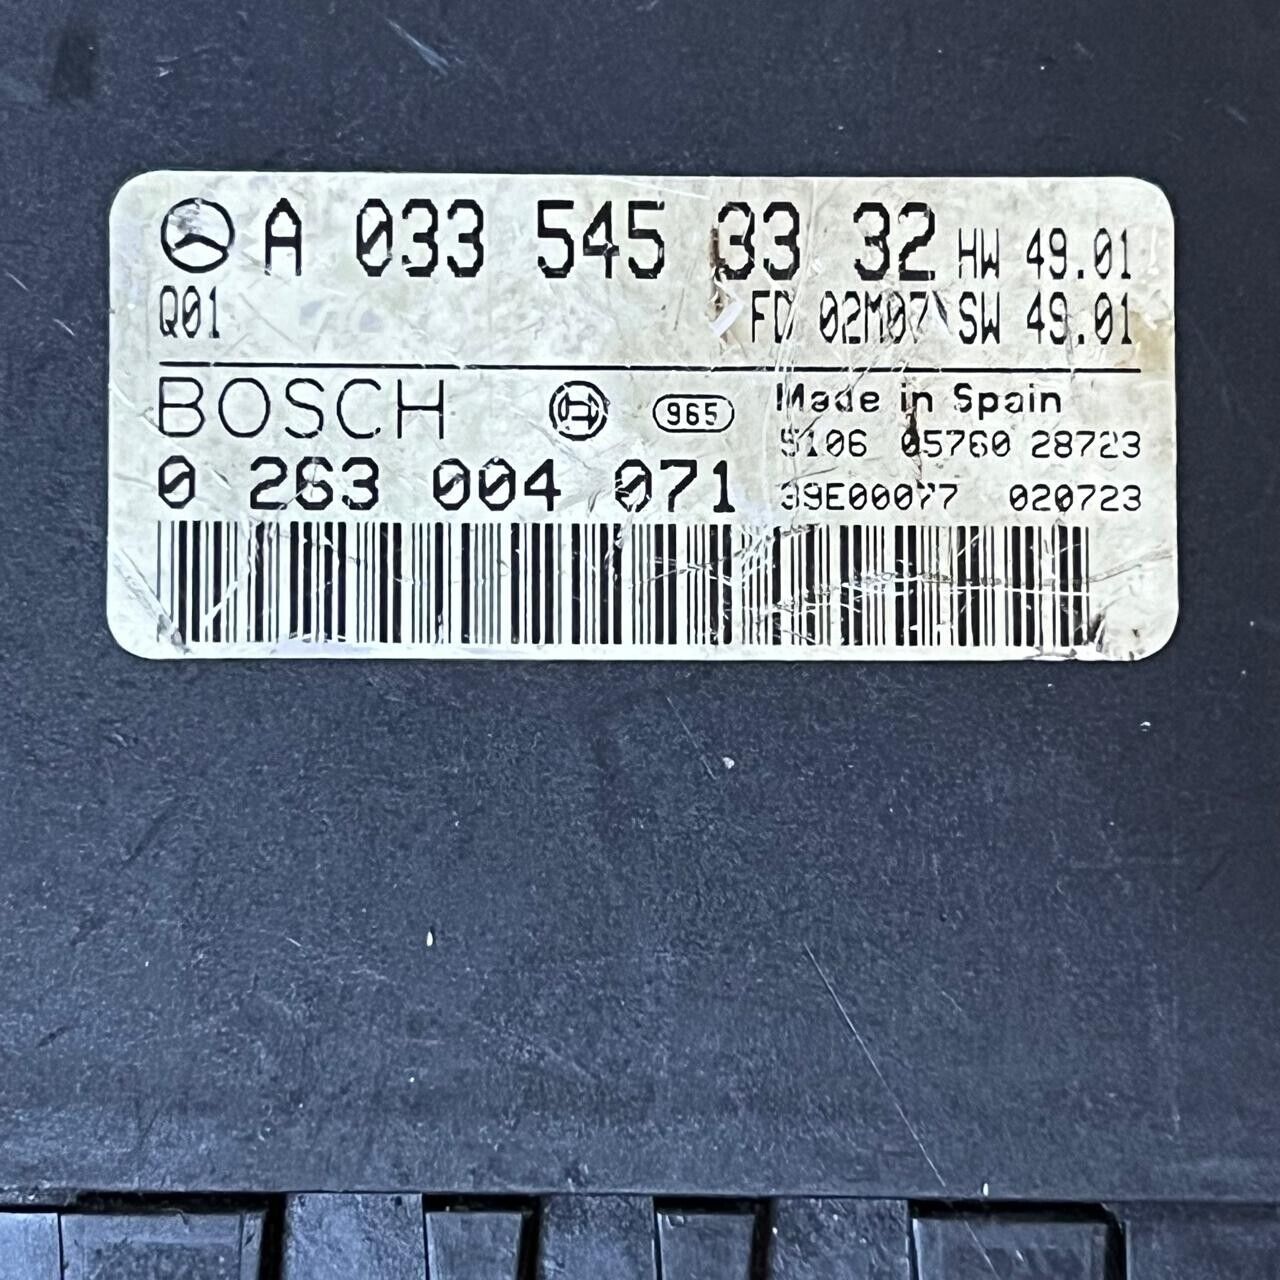 A 033 545 33 32 HW 49.01
Q01 FD 02M07 SW 49.01
BOSCH 965 Made in Spain
5106 05760 28723
0 263 004 071 39E00077 020723